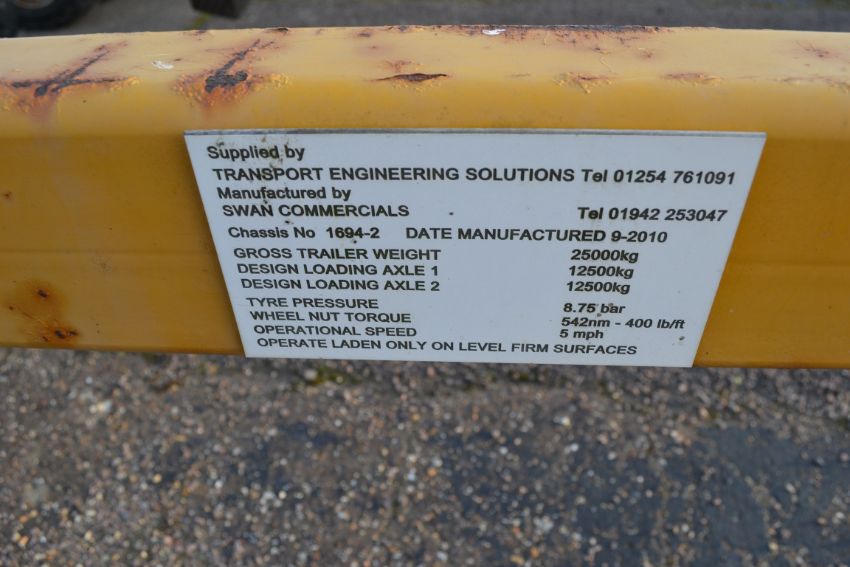 Supplied by
TRANSPORT ENGINEERING SOLUTIONS Tel 01254 761091
Manufactured by
SWAN COMMERCIALS Tel 01942 253047
Chassis No 1694-2 DATE MANUFACTURED 9-2010
GROSS TRAILER WEIGHT 25000kg
DESIGN LOADING AXLE 1 12500kg
DESIGN LOADING AXLE 2 12500kg
TYRE PRESSURE 8.75 bar
WHEEL NUT TORQUE 542nm - 400 lb/ft
OPERATIONAL SPEED 5 mph
OPERATE LADEN ONLY ON LEVEL FIRM SURFACES